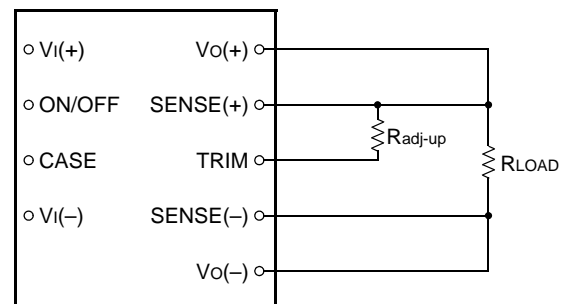 VI(+)
VO(+)
ON/OFF
SENSE(+)
Radj-up
CASE
TRIM
RLOAD
VI(–)
SENSE(–)
VO(–)